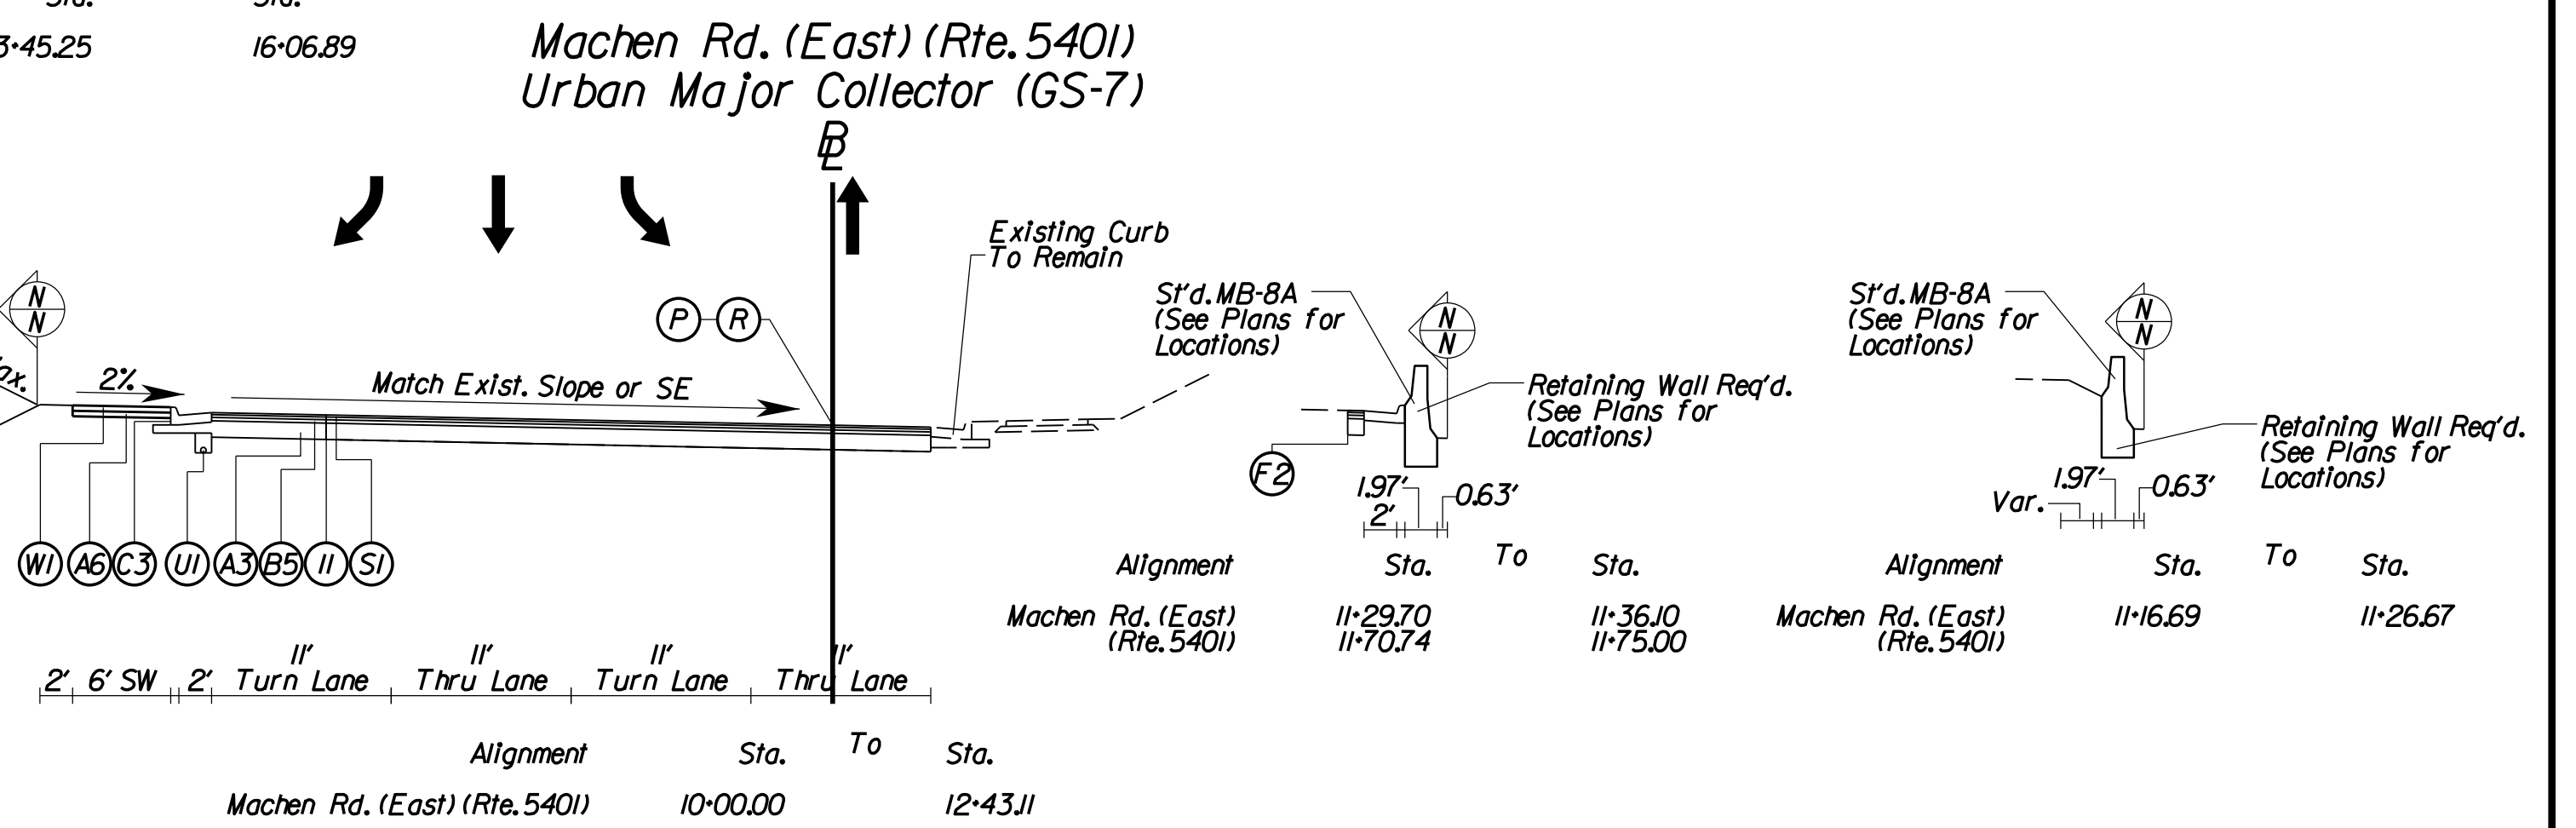 Sta. Sta.
3+45.25 16+06.89
Machen Rd. (East) (Rte. 5401)
Urban Major Collector (GS-7)
BL
Existing Curb
To Remain
N
N
P R
2%
Match Exist. Slope or SE
W1 A6 C3 U1 A3 B5 11 S1
11' 11' 11' 11'
2' 6' SW 2' Turn Lane Thru Lane Turn Lane Thru Lane
Alignment Sta. To Sta.
Machen Rd. (East) (Rte. 5401) 10+00.00 12+43.11
St'd. MB-8A
(See Plans for
Locations)
N
N
Retaining Wall Req'd.
(See Plans for
Locations)
F2
1.97' 0.63'
2'
Alignment Sta. To Sta.
Machen Rd. (East) 11+29.70 11+36.10
(Rte. 5401) 11+70.74 11+75.00
St'd. MB-8A
(See Plans for
Locations)
N
N
Retaining Wall Req'd.
(See Plans for
Locations)
1.97' 0.63'
Var.
Alignment Sta. To Sta.
Machen Rd. (East) 11+16.69 11+26.67
(Rte. 5401)